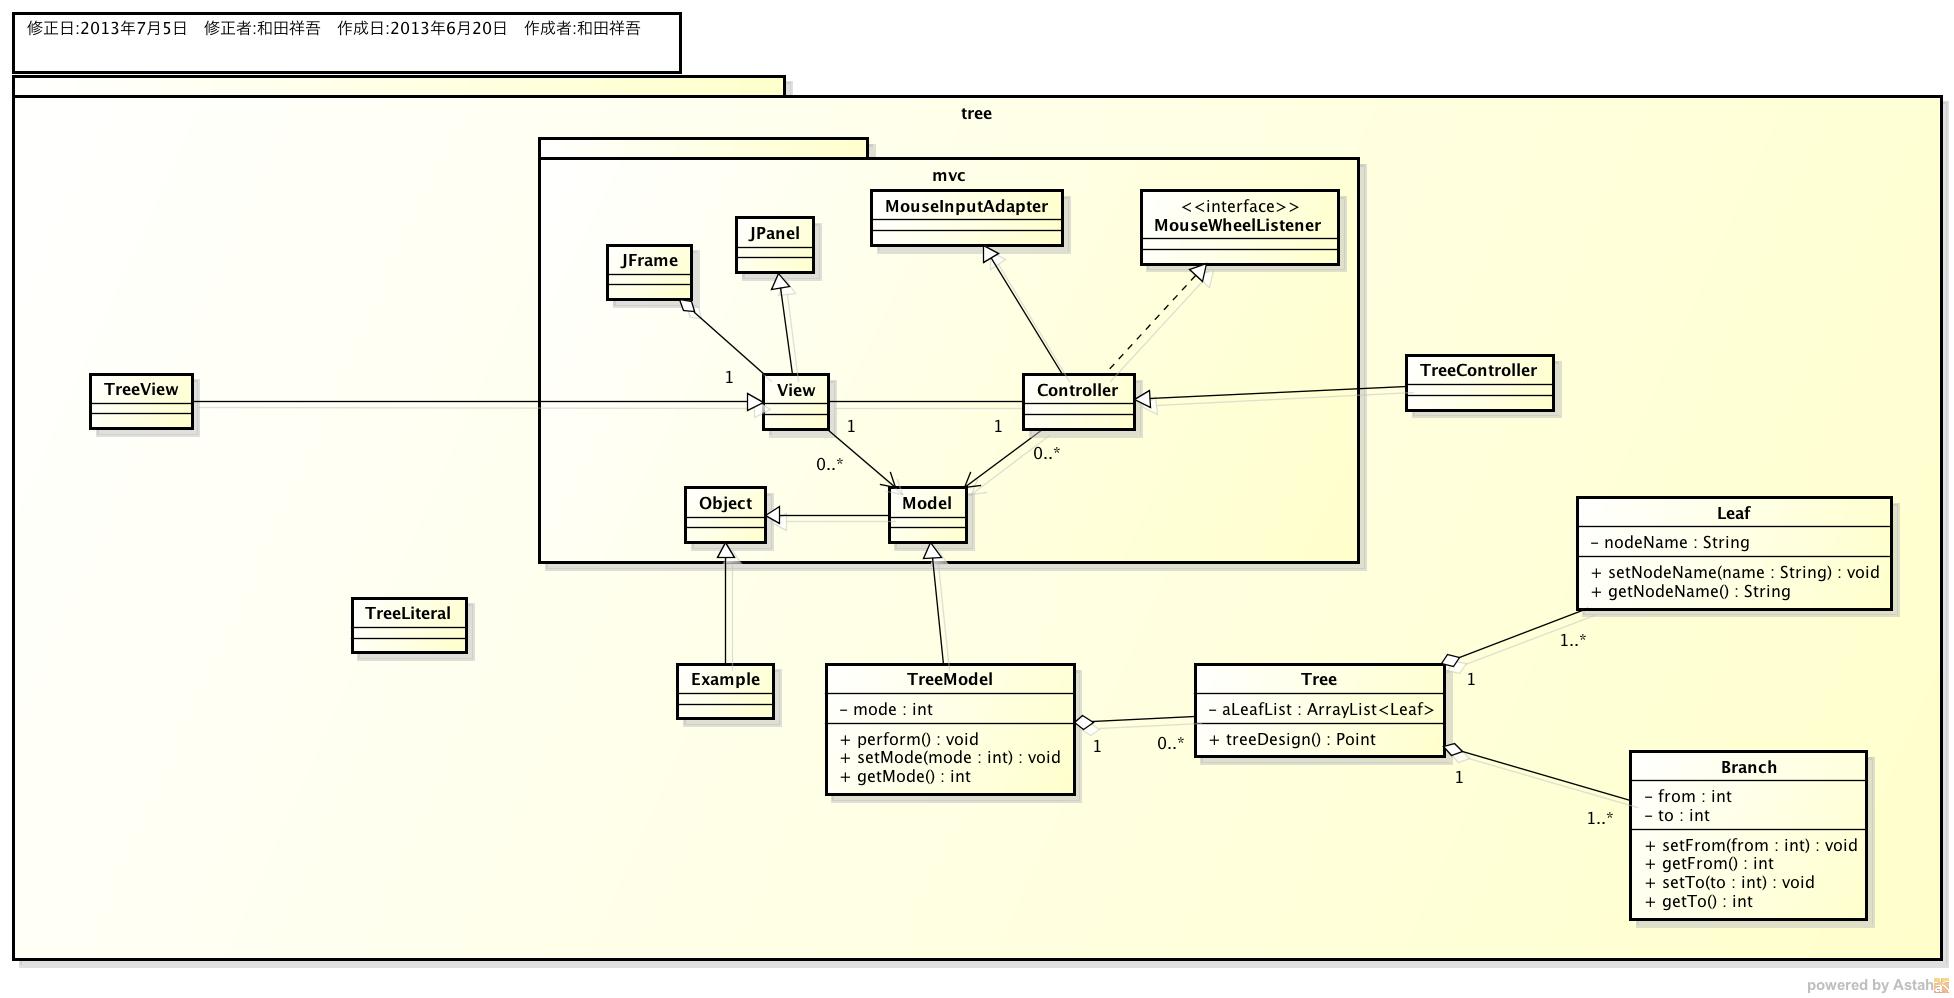 修正日:2013年7月5日　修正者:和田祥吾　作成日:2013年6月20日　作成者:和田祥吾
tree
mvc
MouseInputAdapter
<<interface>>
MouseWheelListener
JPanel
JFrame
TreeView
1
View
1
1
Controller
TreeController
0..*
0..*
Object
Model
Leaf
– nodeName : String
+ setNodeName(name : String) : void
+ getNodeName() : String
TreeLiteral
1..*
1
Example
TreeModel
– mode : int
+ perform() : void
+ setMode(mode : int) : void
+ getMode() : int
1
0..*
Tree
– aLeafList : ArrayList<Leaf>
+ treeDesign() : Point
1
1..*
Branch
– from : int
– to : int
+ setFrom(from : int) : void
+ getFrom() : int
+ setTo(to : int) : void
+ getTo() : int
powered by Astah